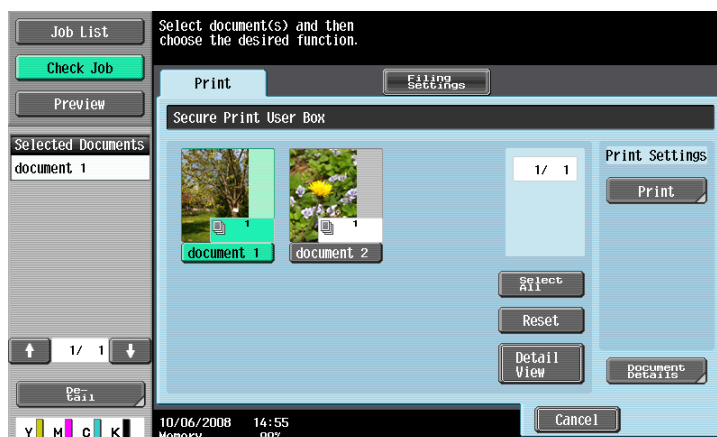 Job List
Check Job
Preview
Selected Documents
document 1
1/ 1
De-
tail
Y M C K
Select document(s) and then
choose the desired function.
Print
Filing
Settings
Secure Print User Box
1
document 1
1
document 2
1/ 1
Select
All
Reset
Detail
View
Print Settings
Print
Document
Details
10/06/2008 14:55
Memory 00%
Cancel